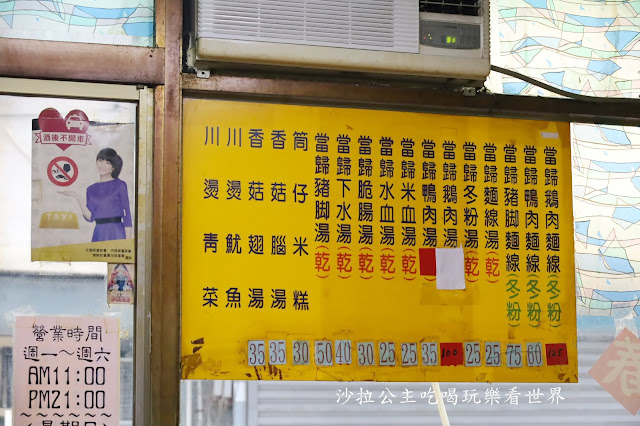 酒後不開車
TAXI
營業時間
週一～週六
AM11:00
PM21:00
當歸鵝肉麵線(冬粉)
當歸鴨肉麵線(冬粉) 60
當歸豬脚麵線(冬粉) 75
當歸麵線湯(乾) 25
當歸冬粉湯(乾) 25
當歸鵝肉湯 100
當歸鴨肉湯 35
當歸米血湯(乾) 25
當歸水血湯(乾) 25
當歸脆腸湯(乾) 30
當歸下水湯(乾) 40
當歸豬脚湯(乾) 50
筒仔米糕 30
香菇腦湯 35
香菇翅湯 35
川燙魷魚
川燙青菜
春
沙拉公主吃喝玩樂看世界